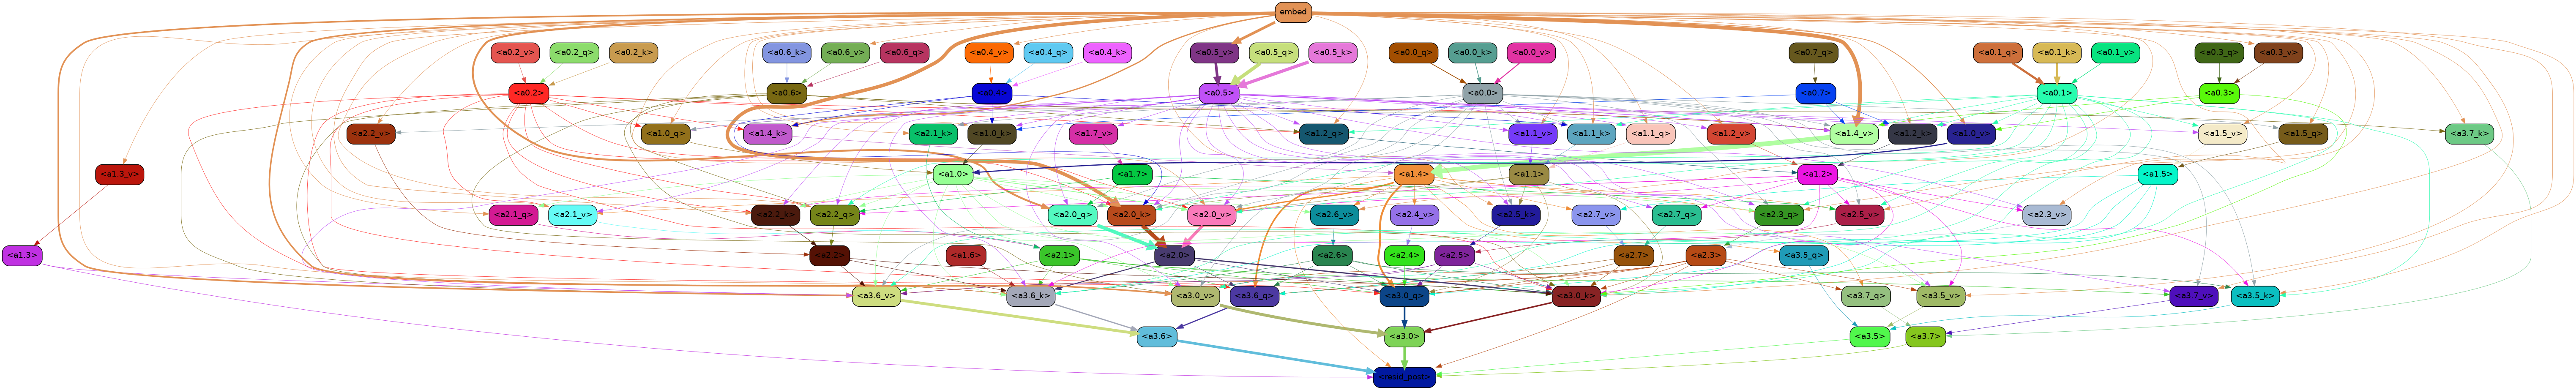 embed
<a0.2_v> <a0.2_q> <a0.2_k> <a0.6_k> <a0.6_v> <a0.6_q> <a0.4_v> <a0.4_q> <a0.4_k> <a0.5_v> <a0.5_q> <a0.5_k> <a0.0_q> <a0.0_k> <a0.0_v> <a0.7_q> <a0.1_q> <a0.1_k> <a0.1_v> <a0.3_q> <a0.3_v>
<a0.2> <a0.6> <a0.4> <a0.5> <a0.0> <a0.7> <a0.1> <a0.3>
<a2.2_v> <a1.0_q> <a1.4_k> <a2.1_k> <a1.0_k> <a1.7_v> <a1.2_q> <a1.1_v> <a1.1_k> <a1.1_q> <a1.2_v> <a1.4_v> <a1.2_k> <a1.0_v> <a1.5_v> <a1.5_q> <a3.7_k>
<a1.3_v> <a1.0> <a1.7> <a1.4> <a1.1> <a1.2> <a1.5>
<a2.1_q> <a2.1_v> <a2.2_k> <a2.2_q> <a2.0_q> <a2.0_k> <a2.0_v> <a2.6_v> <a2.4_v> <a2.5_k> <a2.7_v> <a2.7_q> <a2.3_q> <a2.5_v> <a2.3_v>
<a1.3> <a2.2> <a1.6> <a2.1> <a2.0> <a2.6> <a2.4> <a2.5> <a2.7> <a2.3> <a3.5_q>
<a3.6_v> <a3.6_k> <a3.0_v> <a3.6_q> <a3.0_q> <a3.0_k> <a3.7_q> <a3.5_v> <a3.7_v> <a3.5_k>
<a3.6> <a3.0> <a3.5> <a3.7>
<resid_post>